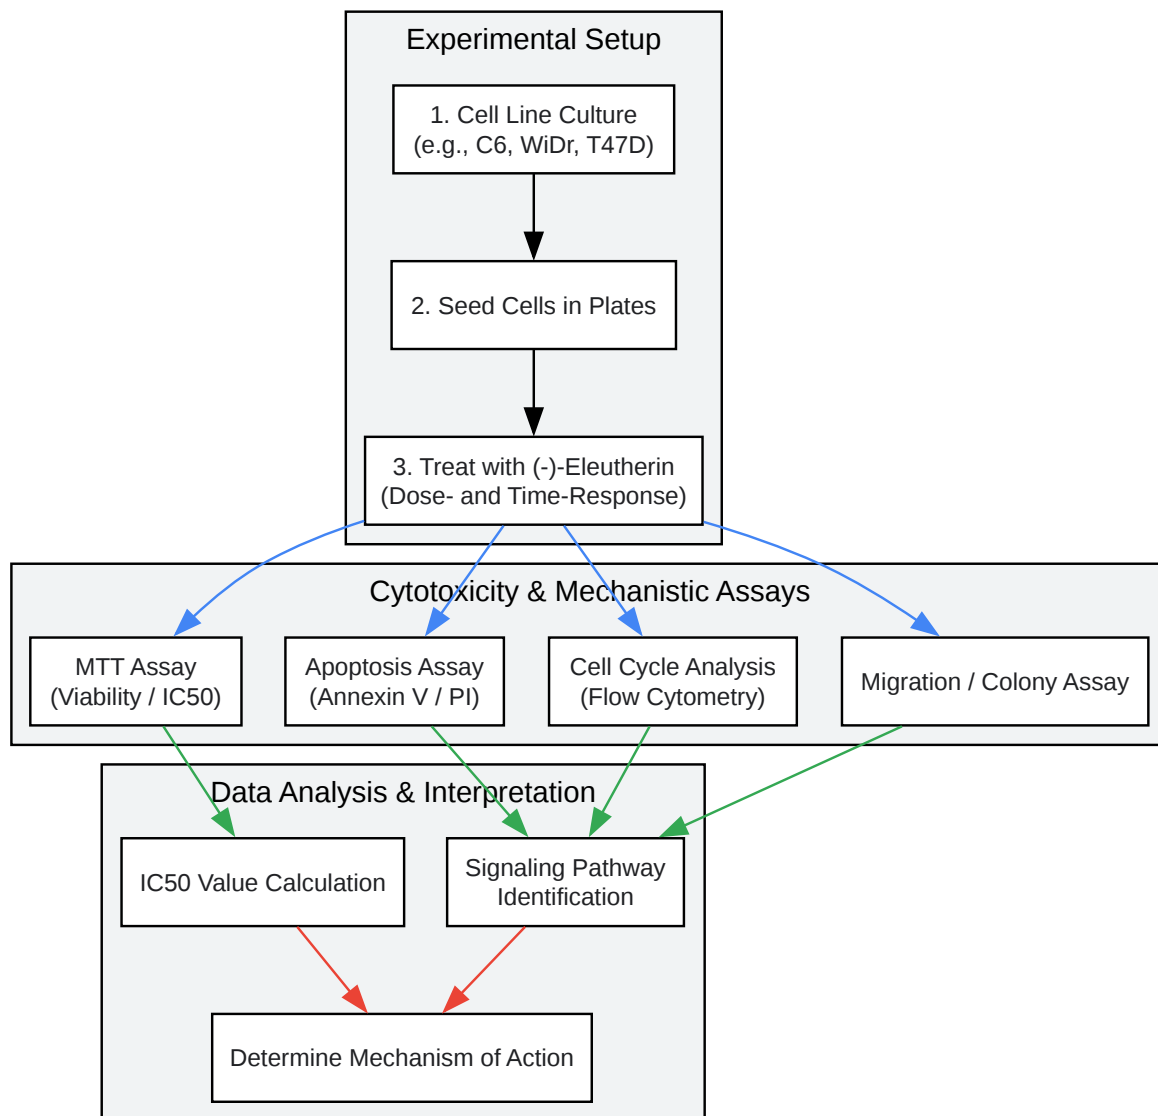 Experimental Setup
1. Cell Line Culture
(e.g., C6, WiDr, T47D)
2. Seed Cells in Plates
3. Treat with (-)-Eleutherin
(Dose- and Time-Response)
Cytotoxicity & Mechanistic Assays
MTT Assay
(Viability / IC50)
Apoptosis Assay
(Annexin V / PI)
Cell Cycle Analysis
(Flow Cytometry)
Migration / Colony Assay
Data Analysis & Interpretation
IC50 Value Calculation
Signaling Pathway
Identification
Determine Mechanism of Action